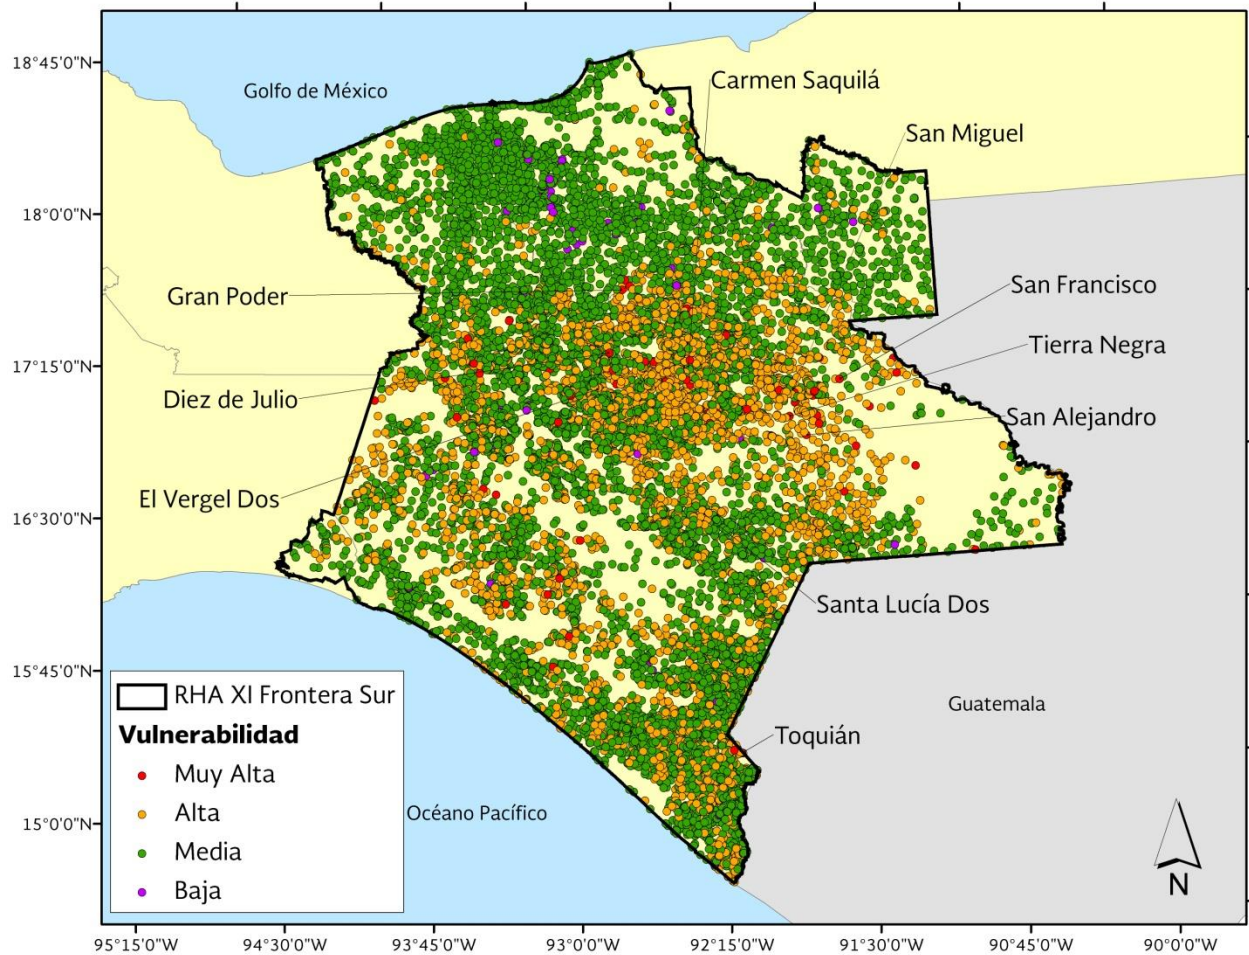 18°45'0"N
Golfo de México
Carmen Saquilá
San Miguel
18°0'0"N
Gran Poder
San Francisco
Tierra Negra
17°15'0"N
Diez de Julio
San Alejandro
El Vergel Dos
16°30'0"N
Santa Lucía Dos
15°45'0"N
RHA XI Frontera Sur
Guatemala
Vulnerabilidad
Toquián
Muy Alta
Alta
Océano Pacífico
15°0'0"N
Media
Baja
N
95°15'0"W 94°30'0"W 93°45'0"W 93°0'0"W 92°15'0"W 91°30'0"W 90°45'0"W 90°0'0"W